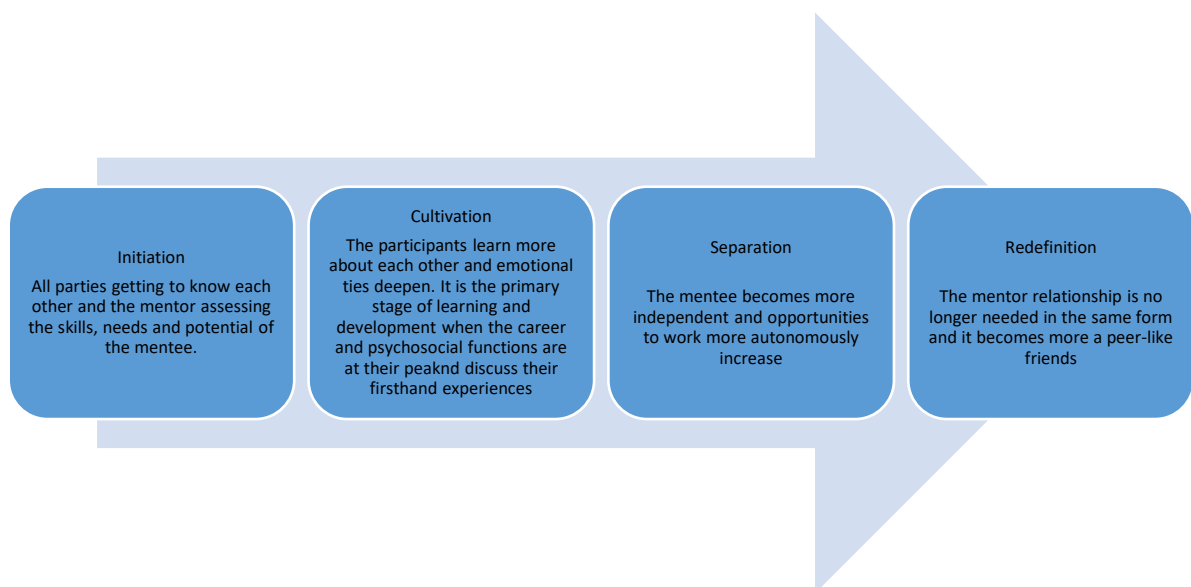 Initiation
All parties getting to know each
other and the mentor assessing
the skills, needs and potential of
the mentee.
Cultivation
The participants learn more
about each other and emotional
ties deepen. It is the primary
stage of learning and
development when the career
and psychosocial functions are
at their peaknd discuss their
firsthand experiences
Separation
The mentee becomes more
independent and opportunities
to work more autonomously
increase
Redefinition
The mentor relationship is no
longer needed in the same form
and it becomes more a peer-like
friends